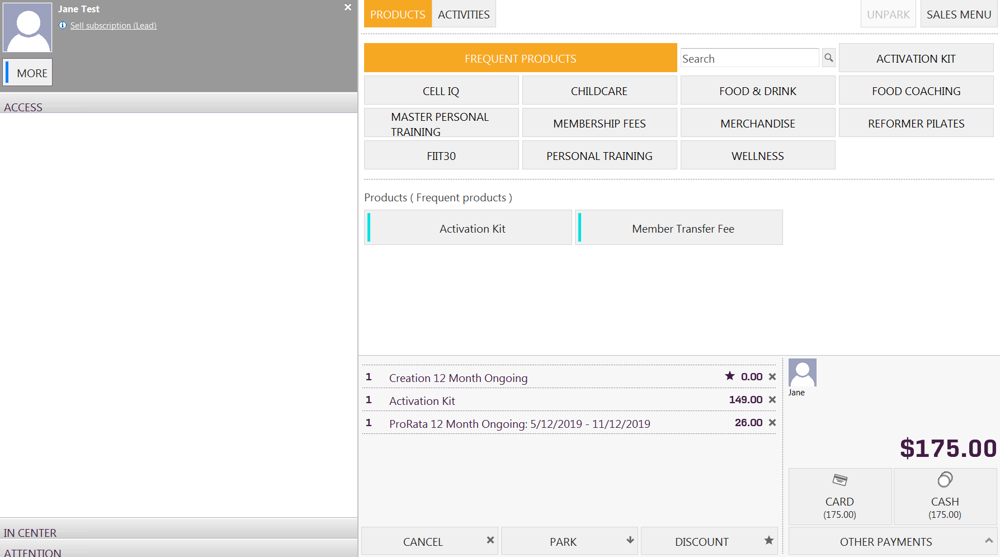 Jane Test
Sell subscription (Lead)
MORE
ACCESS
IN CENTER
ATTENTION
PRODUCTS
ACTIVITIES
UNPARK
SALES MENU
FREQUENT PRODUCTS
Search
ACTIVATION KIT
CELL IQ
CHILDCARE
FOOD & DRINK
FOOD COACHING
MASTER PERSONAL
TRAINING
MEMBERSHIP FEES
MERCHANDISE
REFORMER PILATES
FIIT30
PERSONAL TRAINING
WELLNESS
Products ( Frequent products )
Activation Kit
Member Transfer Fee
1 Creation 12 Month Ongoing 0.00
1 Activation Kit 149.00
1 ProRata 12 Month Ongoing: 5/12/2019 - 11/12/2019 26.00
Jane
$175.00
CARD
(175.00)
CASH
(175.00)
CANCEL
PARK
DISCOUNT
OTHER PAYMENTS